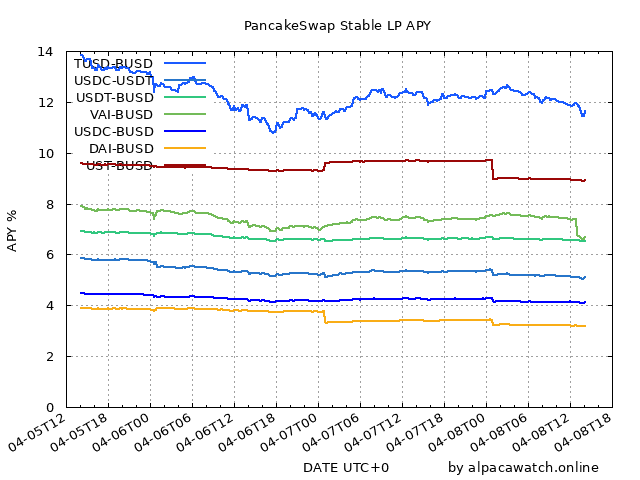 PancakeSwap Stable LP APY
14
12
10
8
6
4
2
0
APY %
TUSD-BUSD
USDC-USDT
USDT-BUSD
VAI-BUSD
USDC-BUSD
DAI-BUSD
UST-BUSD
04-05T12
04-05T18
04-06T00
04-06T06
04-06T12
04-06T18
04-07T00
04-07T06
04-07T12
04-07T18
04-08T00
04-08T06
04-08T12
04-08T18
DATE UTC+0
by alpacawatch.online